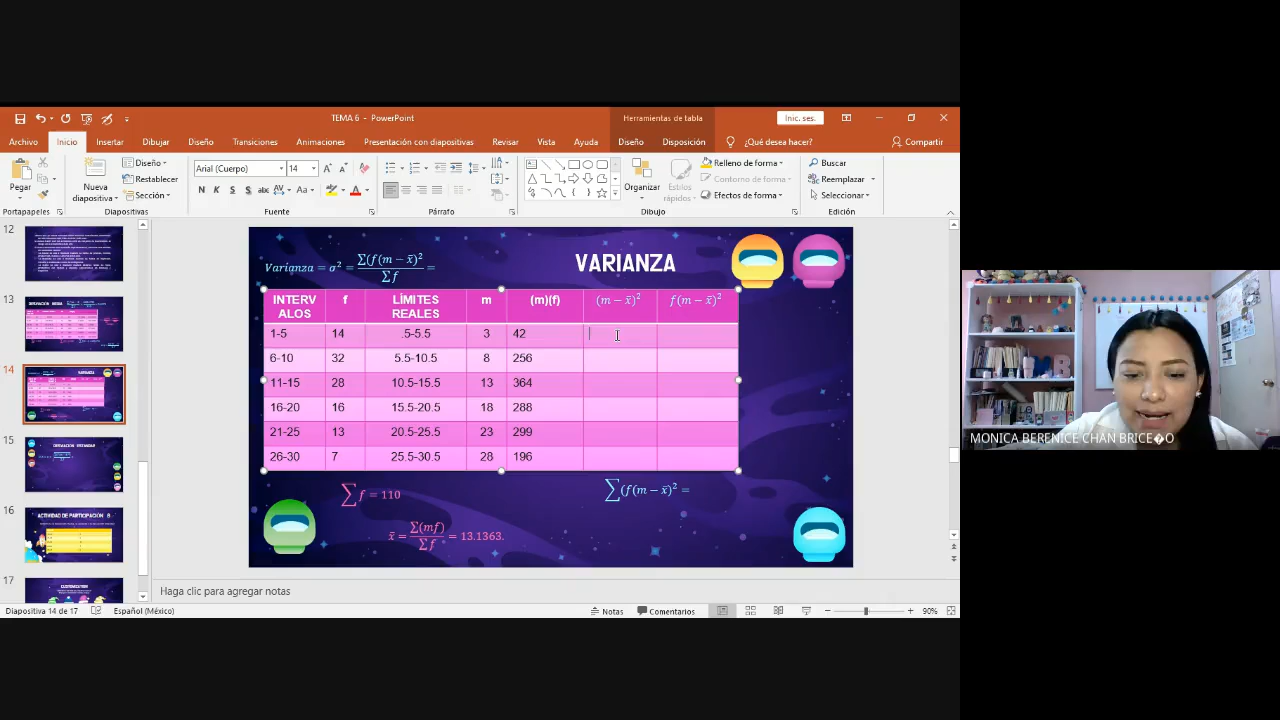 TEMA 6 - PowerPoint
Herramientas de tabla
Inic. ses.
Archivo Inicio Insertar Dibujar Diseño Transiciones Animaciones Presentación con diapositivas Revisar Vista Ayuda Diseño Disposición ¿Qué desea hacer? Compartir
Pegar
Nueva diapositiva
Diseño
Restablecer
Sección
Arial (Cuerpo) 14
N K S abc AV Aa A
Organizar
Estilos rápidos
Relleno de forma
Contorno de forma
Efectos de forma
Buscar
Reemplazar
Seleccionar
Portapapeles Diapositivas Fuente Párrafo Dibujo Edición
12
13
14
15
16
17
Varianza = σ² = ∑(f(m − x̄)² / ∑f =
VARIANZA
INTERVALOS f LÍMITES REALES m (m)(f) (m − x̄)² f(m − x̄)²
1-5 14 .5-5.5 3 42
6-10 32 5.5-10.5 8 256
11-15 28 10.5-15.5 13 364
16-20 16 15.5-20.5 18 288
21-25 13 20.5-25.5 23 299
26-30 7 25.5-30.5 28 196
∑f = 110
∑(f(m − x̄)² =
x̄ = ∑(mf) / ∑f = 13.1363.
MONICA BERENICE CHAN BRICE�O
Haga clic para agregar notas
Diapositiva 14 de 17 Español (México) Notas Comentarios 90%